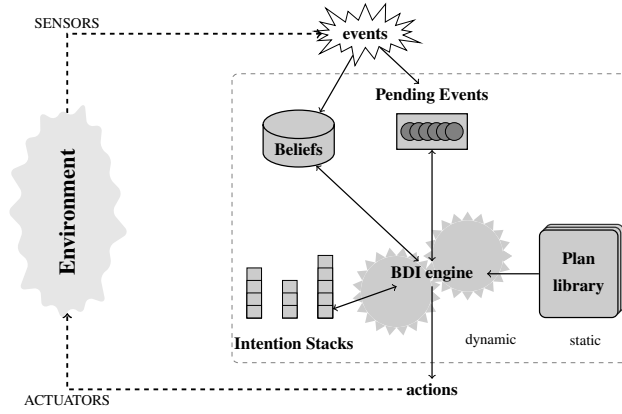 SENSORS
events
Pending Events
Beliefs
Environment
BDI engine
Plan
library
Intention Stacks
dynamic
static
ACTUATORS
actions